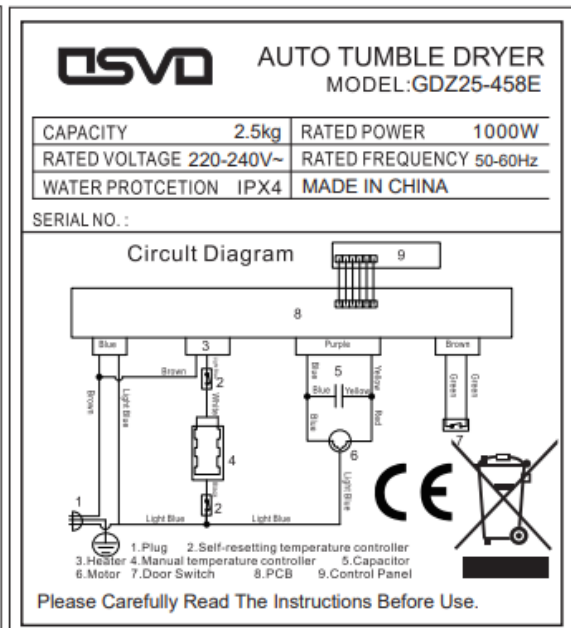 OSVO
AUTO TUMBLE DRYER
MODEL:GDZ25-458E
CAPACITY 2.5kg RATED POWER 1000W
RATED VOLTAGE 220-240V~ RATED FREQUENCY 50-60Hz
WATER PROTCETION IPX4 MADE IN CHINA
SERIAL NO. :
Circult Diagram
9
8
Blue 3 Purple Brown
Brown
2
White
Brown
Light Blue
Blue
5
Yellow
Blue Yellow
Blue
Red
Green
Green
7
6
4
2
1
Light Blue
Light Blue Light Blue
CE
1.Plug 2.Self-resetting temperature controller
3.Heater 4.Manual temperature controller 5.Capacitor
6.Motor 7.Door Switch 8.PCB 9.Control Panel
Please Carefully Read The Instructions Before Use.